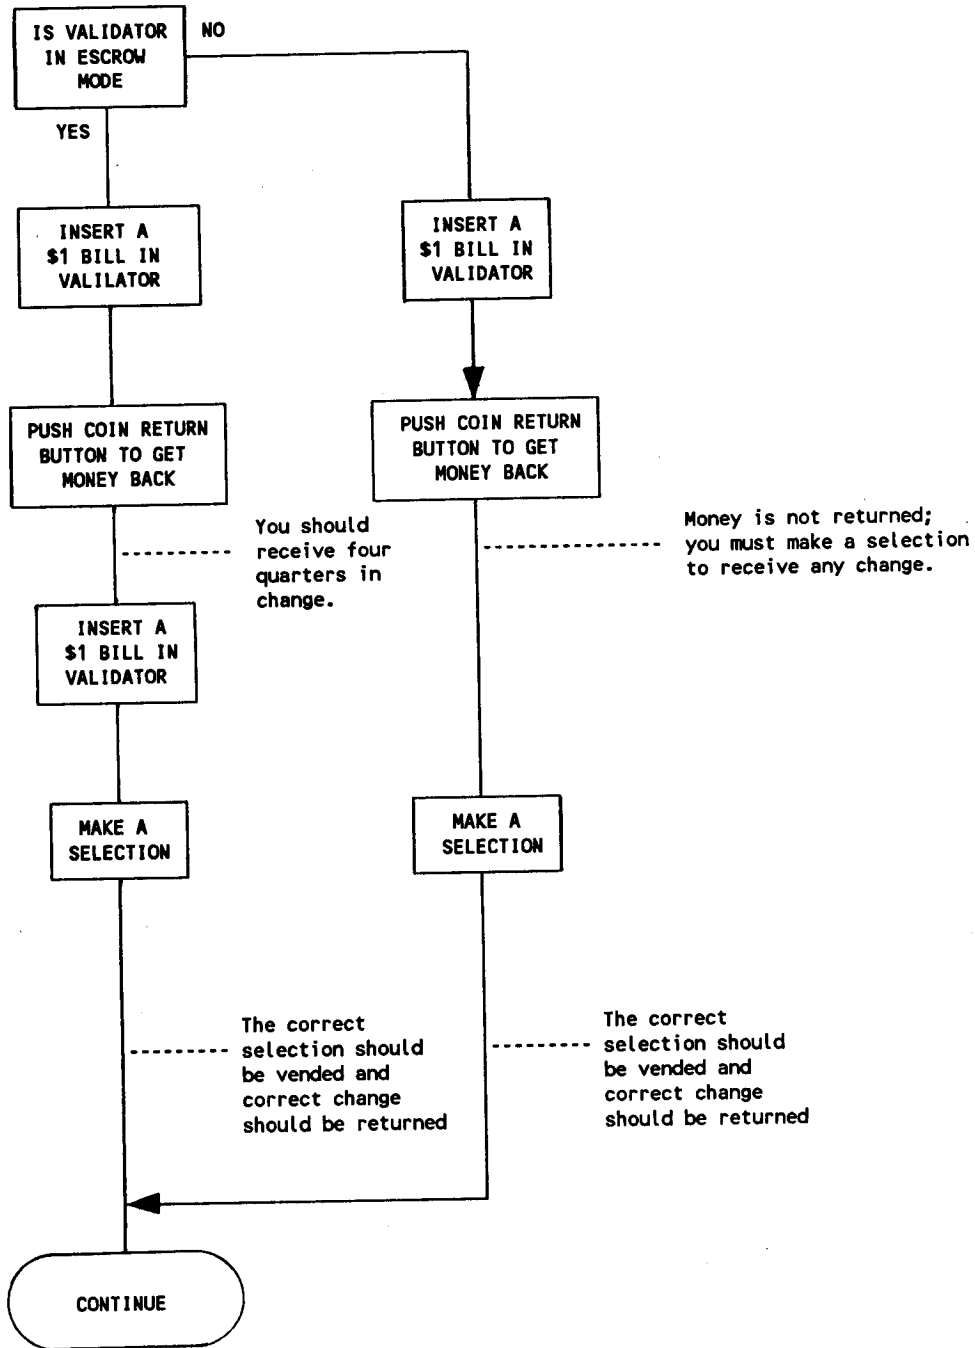 IS VALIDATOR
IN ESCROW
MODE
NO
YES
INSERT A
$1 BILL IN
VALILATOR
INSERT A
$1 BILL IN
VALIDATOR
PUSH COIN RETURN
BUTTON TO GET
MONEY BACK
PUSH COIN RETURN
BUTTON TO GET
MONEY BACK
You should
receive four
quarters in
change.
Money is not returned;
you must make a selection
to receive any change.
INSERT A
$1 BILL IN
VALIDATOR
MAKE A
SELECTION
MAKE A
SELECTION
The correct
selection should
be vended and
correct change
should be returned
The correct
selection should
be vended and
correct change
should be returned
CONTINUE